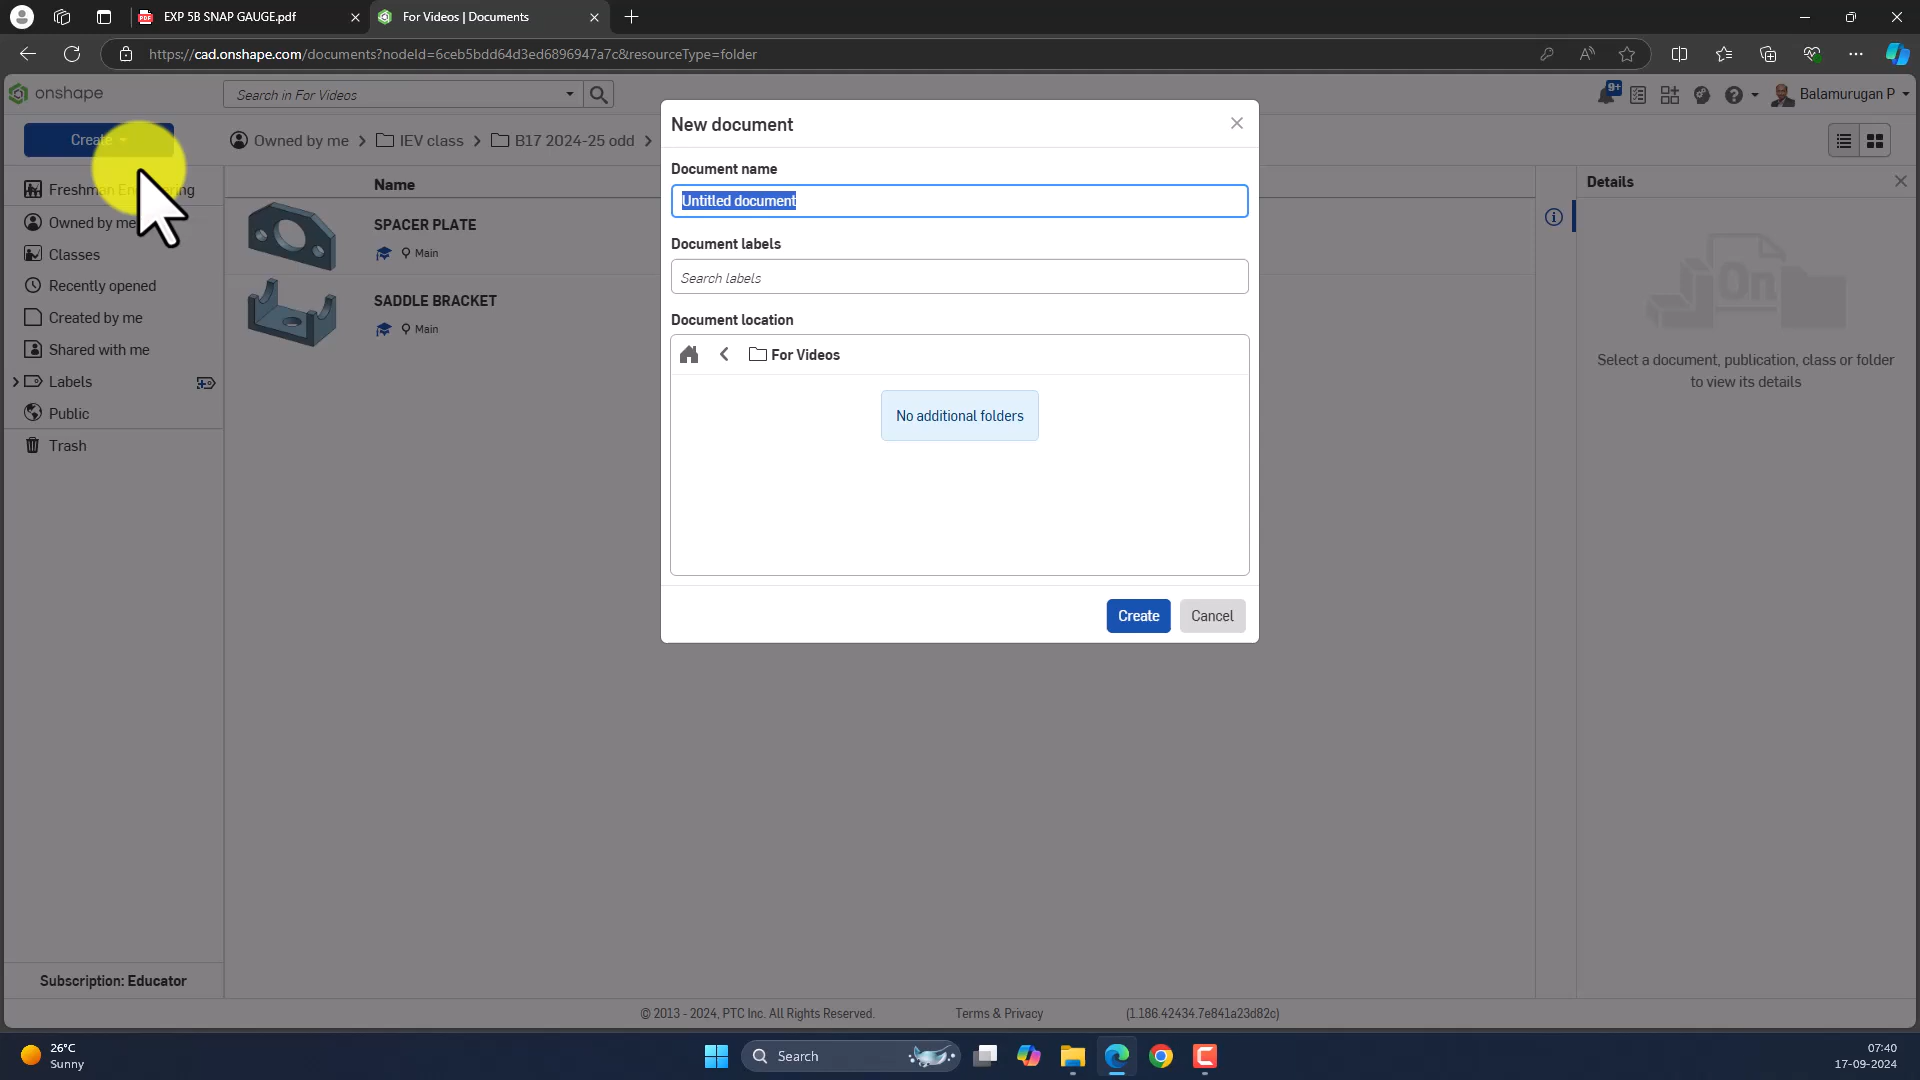 EXP 5B SNAP GAUGE.pdf
For Videos | Documents
https://cad.onshape.com/documents?nodeId=6ceb5bdd64d3ed6896947a7c&resourceType=folder
onshape
Search in For Videos
9+
Balamurugan P
Create
Owned by me
IEV class
B17 2024-25 odd
Freshman
Owned by me
Classes
Recently opened
Created by me
Shared with me
Labels
Public
Trash
Subscription: Educator
Name
SPACER PLATE
Main
SADDLE BRACKET
Main
New document
Document name
Untitled document
Document labels
Search labels
Document location
For Videos
No additional folders
Create
Cancel
Details
On
Select a document, publication, class or folder
to view its details
© 2013 - 2024, PTC Inc. All Rights Reserved.
Terms & Privacy
(1.186.42434.7e841a23d82c)
26°C
Sunny
Search
07:40
17-09-2024